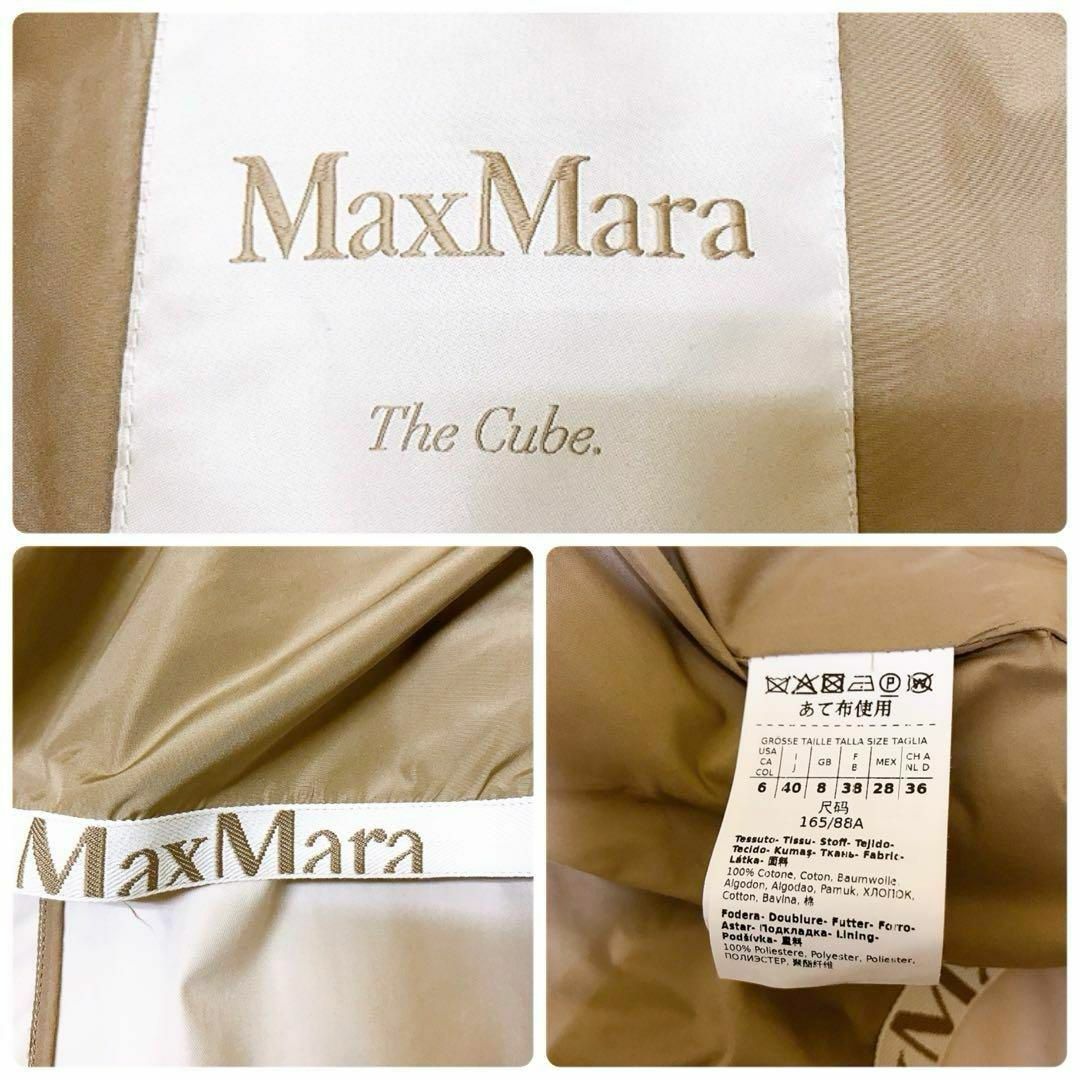 MaxMara
The Cube.
MaxMara
あて布使用
GRÖSSE TAILLE TALLA SIZE TAGLIA
USA CA COL I J GB F B MEX CH A NL D
6 40 8 38 28 36
尺码
165/88A
Tessuto- Tissu- Stoff- Tejido-
Tecido- Kumaş- Ткань- Fabric-
Látka- 面料
100% Cotone, Coton, Baumwolle,
Algodon, Algodao, Pamuk, ХЛОПОК,
Cotton, Bavlna, 棉
Fodera- Doublure- Futter- Forro-
Astar- Подкладка- Lining-
Podšívka- 里料
100% Poliestere, Polyester, Poliester,
ПОЛИЭСТЕР, 聚酯纤维
M